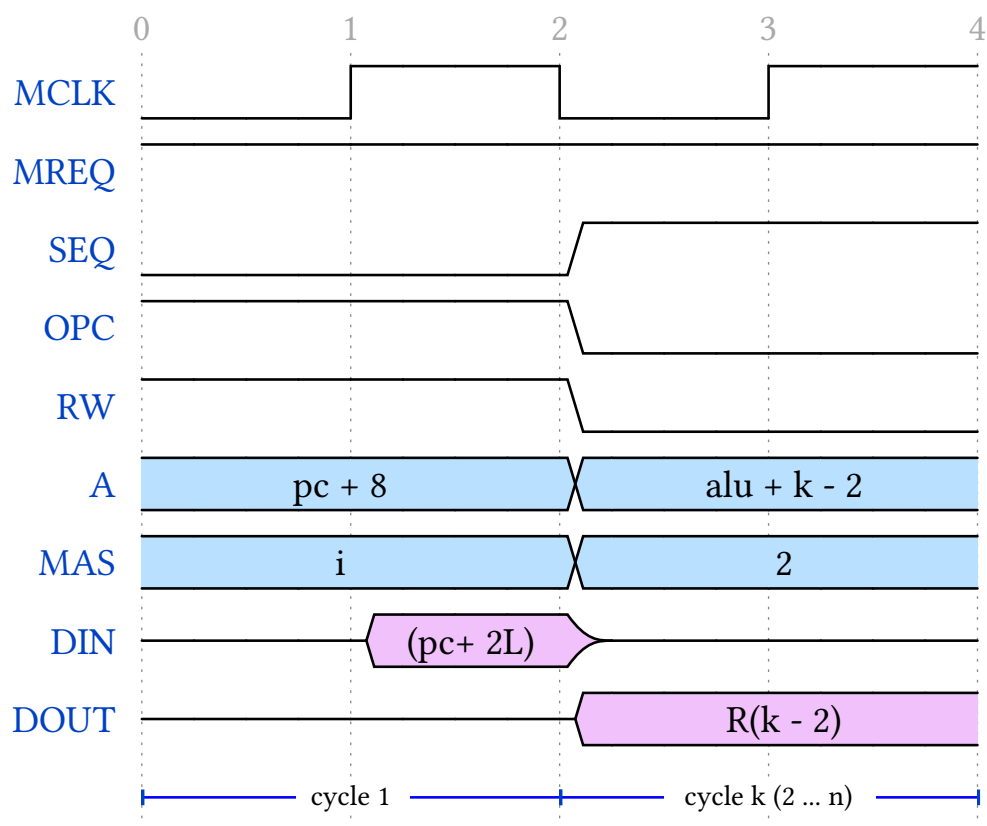 0 1 2 3 4
MCLK
MREQ
SEQ
OPC
RW
A pc + 8 alu + k - 2
MAS i 2
DIN (pc+ 2L)
DOUT R(k - 2)
cycle 1 cycle k (2 ... n)